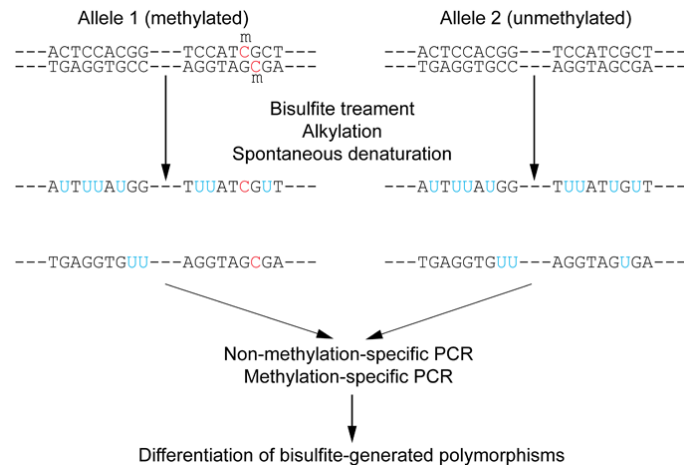 Allele 1 (methylated)
Allele 2 (unmethylated)
m
---ACTCCACGG---TCCATCGCT---
---TGAGGTGCC---AGGTAGCGA---
m
---ACTCCACGG---TCCATCGCT---
---TGAGGTGCC---AGGTAGCGA---
Bisulfite treament
Alkylation
Spontaneous denaturation
---AUTUUAUGG---TUUATCGUT---
---AUTUUAUGG---TUUATUGUT---
---TGAGGTGUU---AGGTAGCGA---
---TGAGGTGUU---AGGTAGUGA---
Non-methylation-specific PCR
Methylation-specific PCR
Differentiation of bisulfite-generated polymorphisms